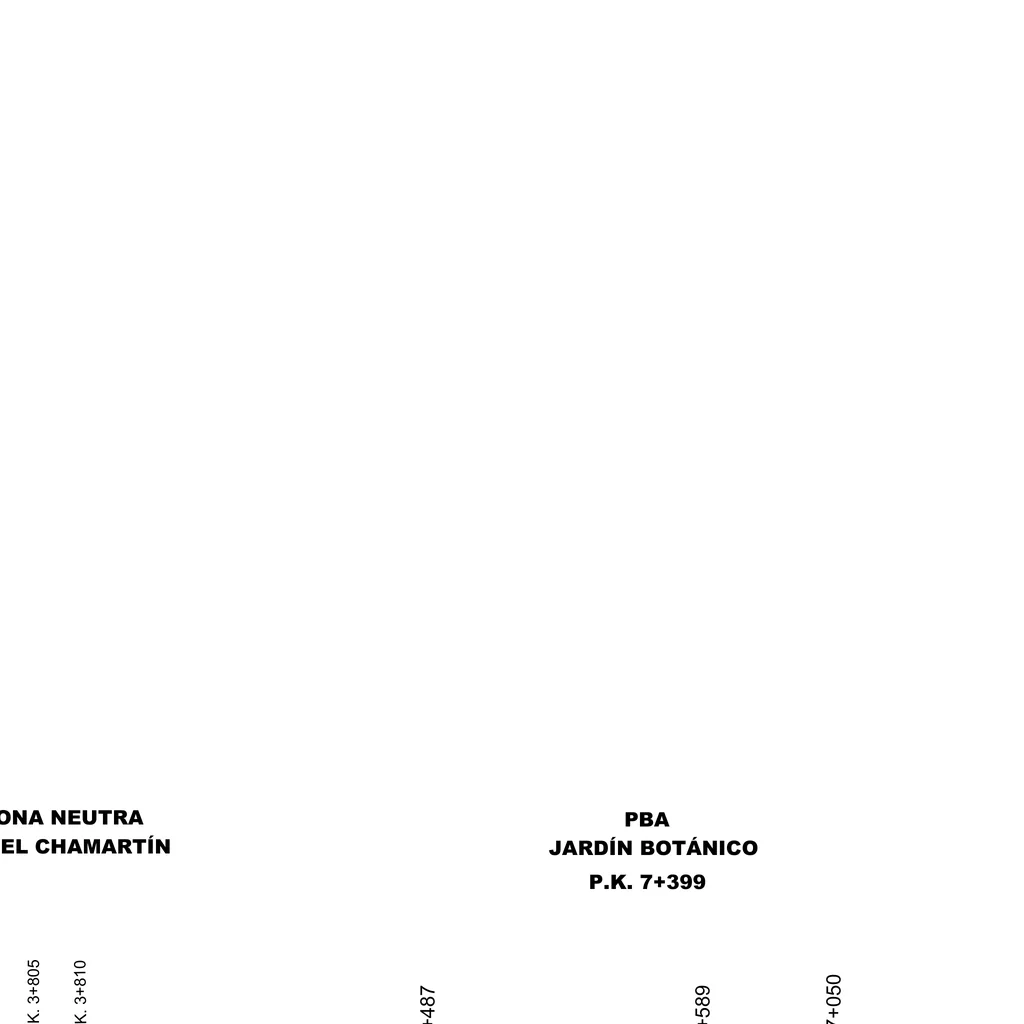 ONA NEUTRA
EL CHAMARTÍN
PBA
JARDÍN BOTÁNICO
P.K. 7+399
K. 3+805
K. 3+810
+487
+589
7+050